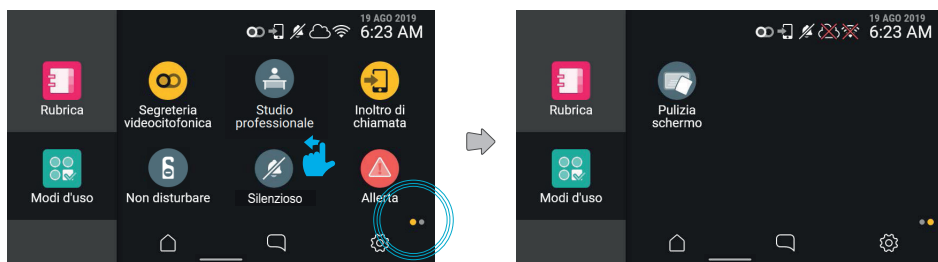 19 AGO 2019
6:23 AM
Rubrica
Segreteria
videocitofonica
Studio
professionale
Inoltro di
chiamata
Modi d'uso
Non disturbare
Silenzioso
Allerta
19 AGO 2019
6:23 AM
Rubrica
Pulizia
schermo
Modi d'uso